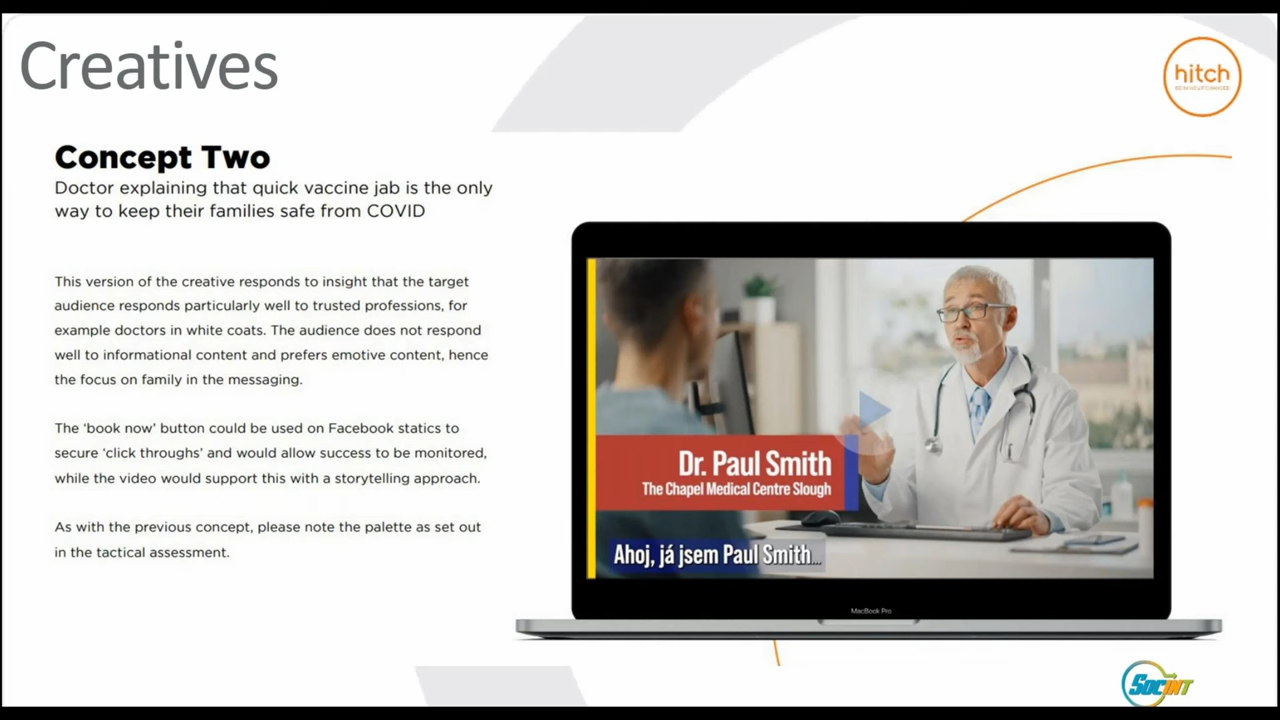 Creatives
hitch
Concept Two
Doctor explaining that quick vaccine jab is the only
way to keep their families safe from COVID
This version of the creative responds to insight that the target
audience responds particularly well to trusted professions, for
example doctors in white coats. The audience does not respond
well to informational content and prefers emotive content, hence
the focus on family in the messaging.
The ‘book now’ button could be used on Facebook statics to
secure ‘click throughs’ and would allow success to be monitored,
while the video would support this with a storytelling approach.
As with the previous concept, please note the palette as set out
in the tactical assessment.
Dr. Paul Smith
The Chapel Medical Centre Slough
Ahoj, já jsem Paul Smith...
MacBook Pro
SocINT